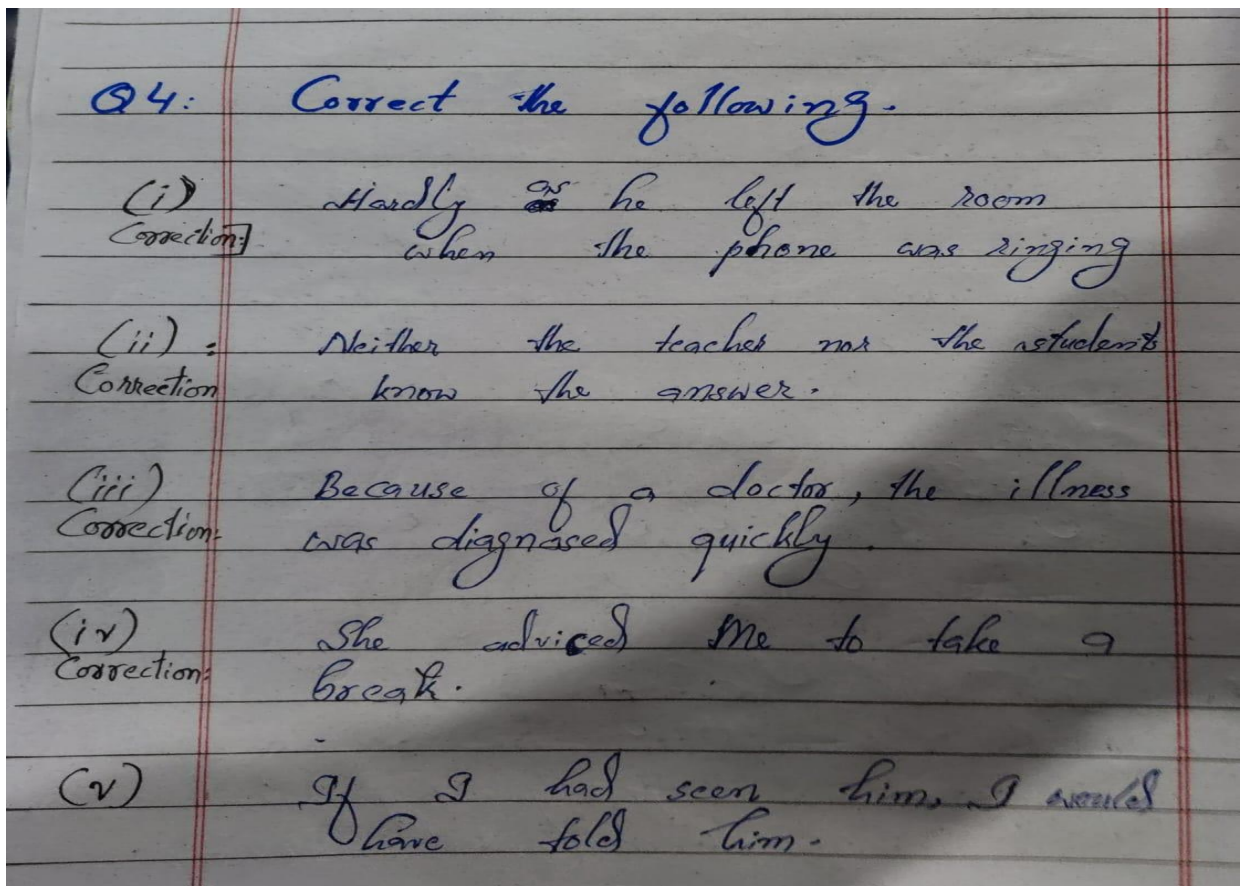 Q4: Correct the following.
(i) Hardly as he left the room
Correction: when the phone was ringing
(ii) : Neither the teacher nor the students
Correction know the answer.
(iii) Because of a doctor, the illness
Correction: was diagnosed quickly.
(iv) She adviced Me to take a
Correction: break.
(v) If I had seen him, I would
have told him.